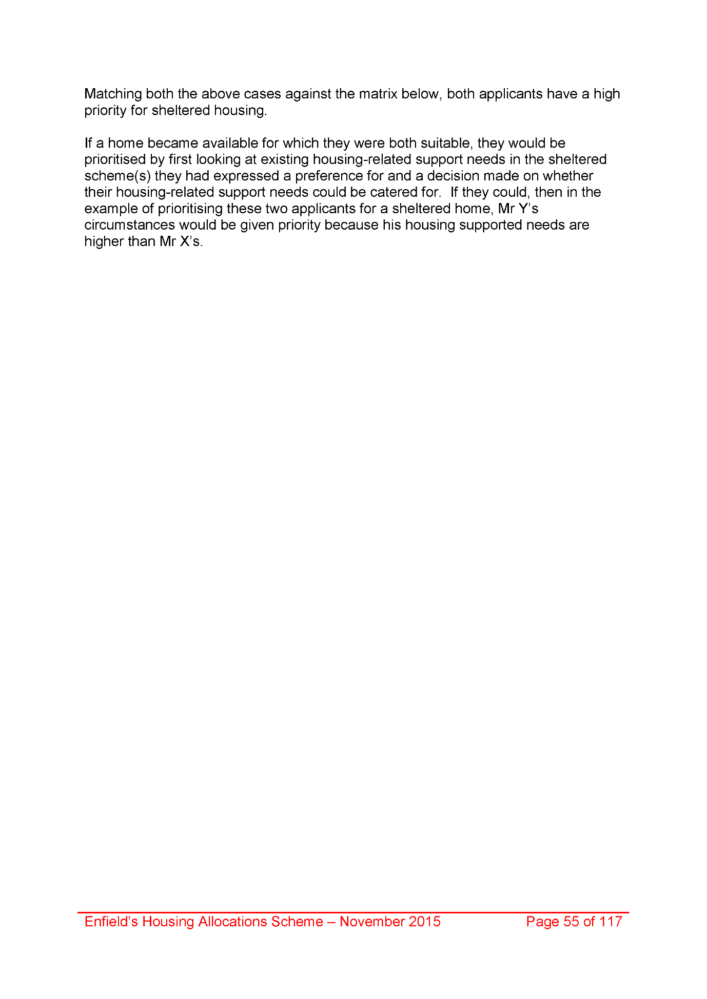 Matching both the above cases against the matrix below, both applicants have a high
priority for sheltered housing.
If a home became available for which they were both suitable, they would be
prioritised by first looking at existing housing-related support needs in the sheltered
scheme(s) they had expressed a preference for and a decision made on whether
their housing-related support needs could be catered for.  If they could, then in the
example of prioritising these two applicants for a sheltered home, Mr Y’s
circumstances would be given priority because his housing supported needs are
higher than Mr X’s.
Enfield’s Housing Allocations Scheme – November 2015 Page 55 of 117